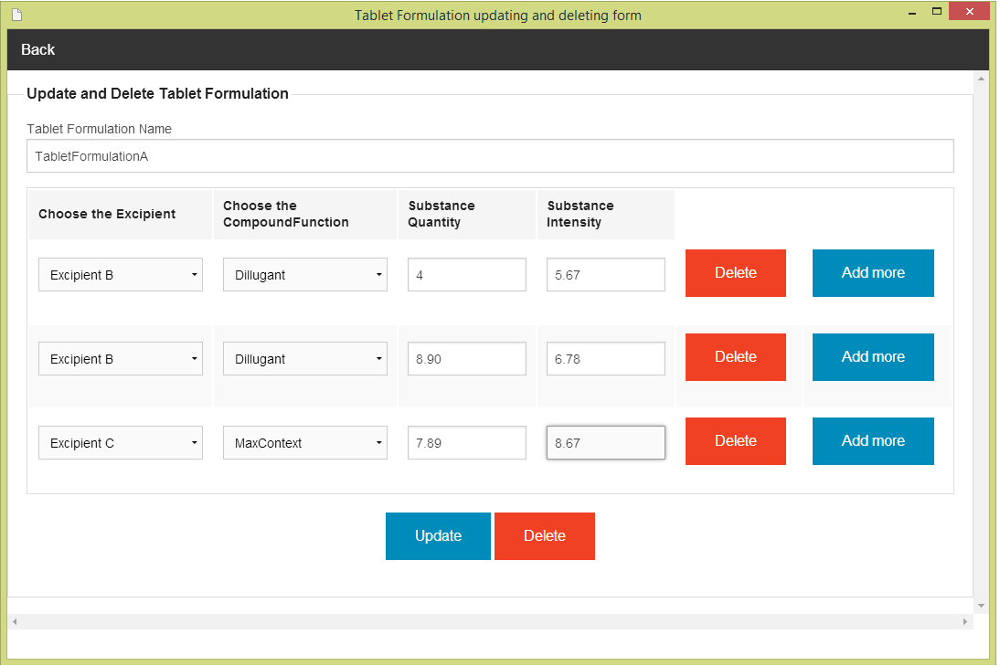 Tablet Formulation updating and deleting form
Back
Update and Delete Tablet Formulation
Tablet Formulation Name
TabletFormulationA
Choose the Excipient
Choose the
CompoundFunction
Substance
Quantity
Substance
Intensity
Excipient B
Dillugant
4
5.67
Delete
Add more
Excipient B
Dillugant
8.90
6.78
Delete
Add more
Excipient C
MaxContext
7.89
8.67
Delete
Add more
Update
Delete